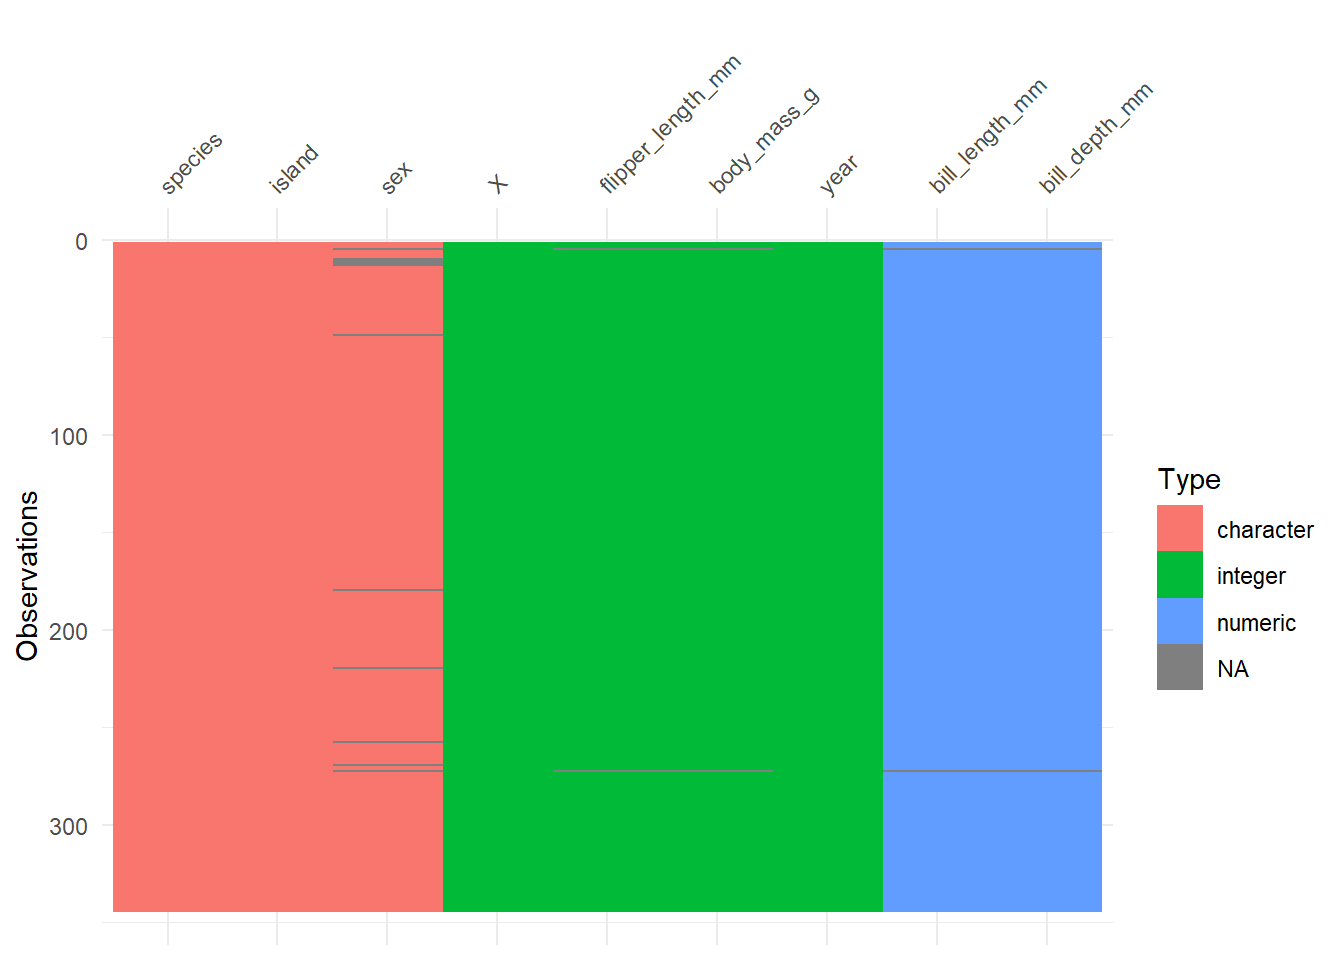 species
island
sex
X
flipper_length_mm
body_mass_g
year
bill_length_mm
bill_depth_mm
0
100
200
300
Observations
Type
character
integer
numeric
NA